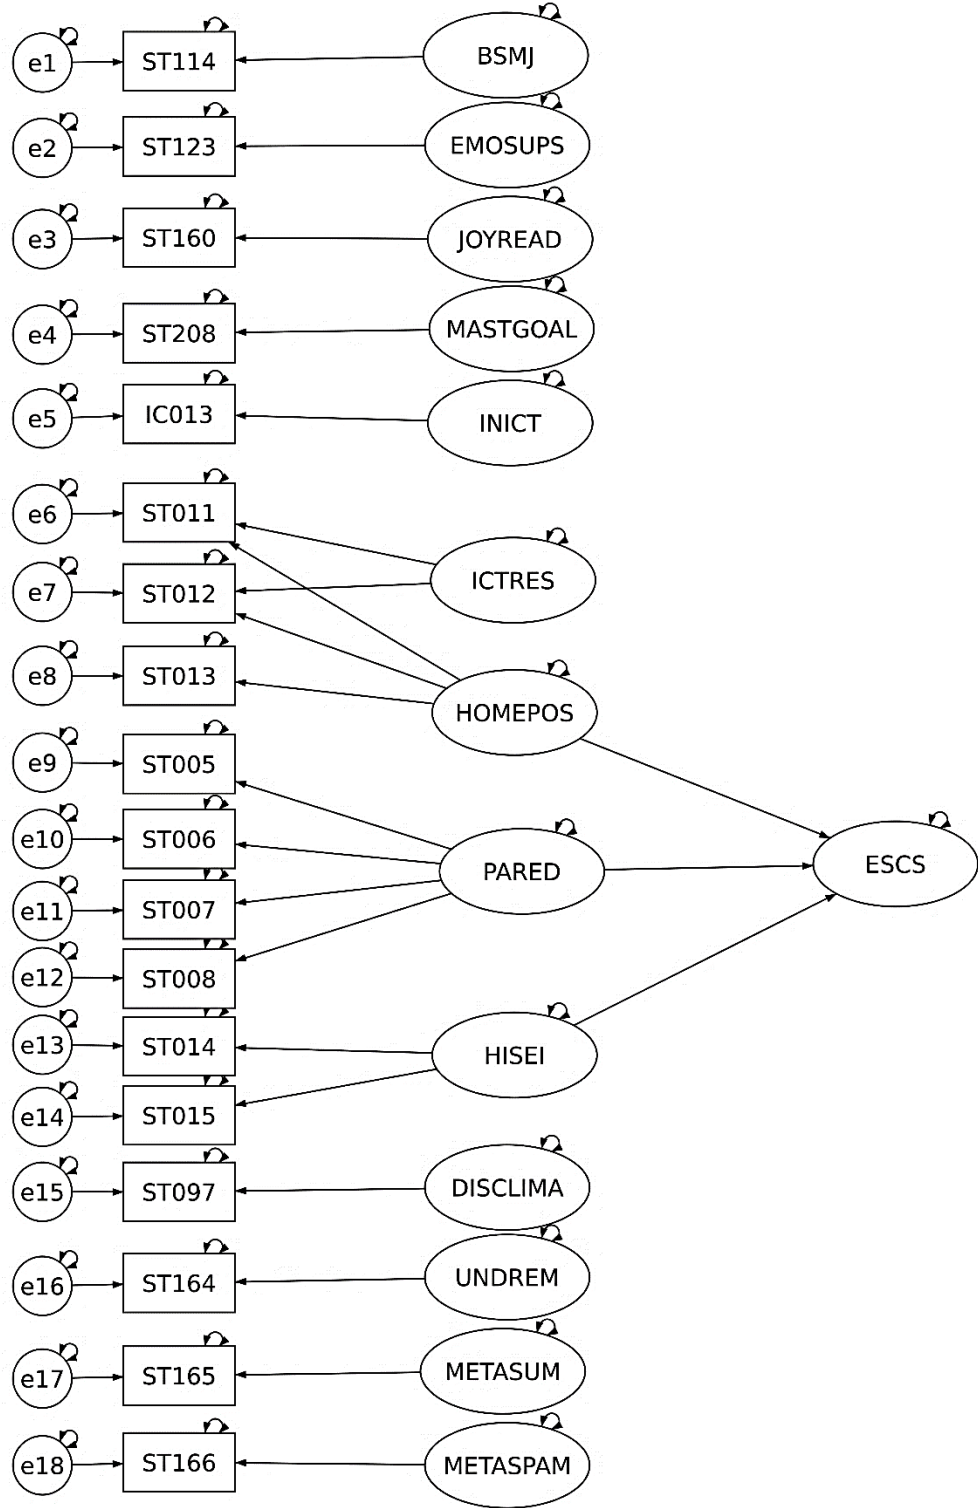 e1 ST114 BSMJ
e2 ST123 EMOSUPS
e3 ST160 JOYREAD
e4 ST208 MASTGOAL
e5 IC013 INICT
e6 ST011
e7 ST012 ICTRES
e8 ST013 HOMEPOS
e9 ST005
e10 ST006
e11 ST007 PARED ESCS
e12 ST008
e13 ST014 HISEI
e14 ST015
e15 ST097 DISCLIMA
e16 ST164 UNDREM
e17 ST165 METASUM
e18 ST166 METASPAM